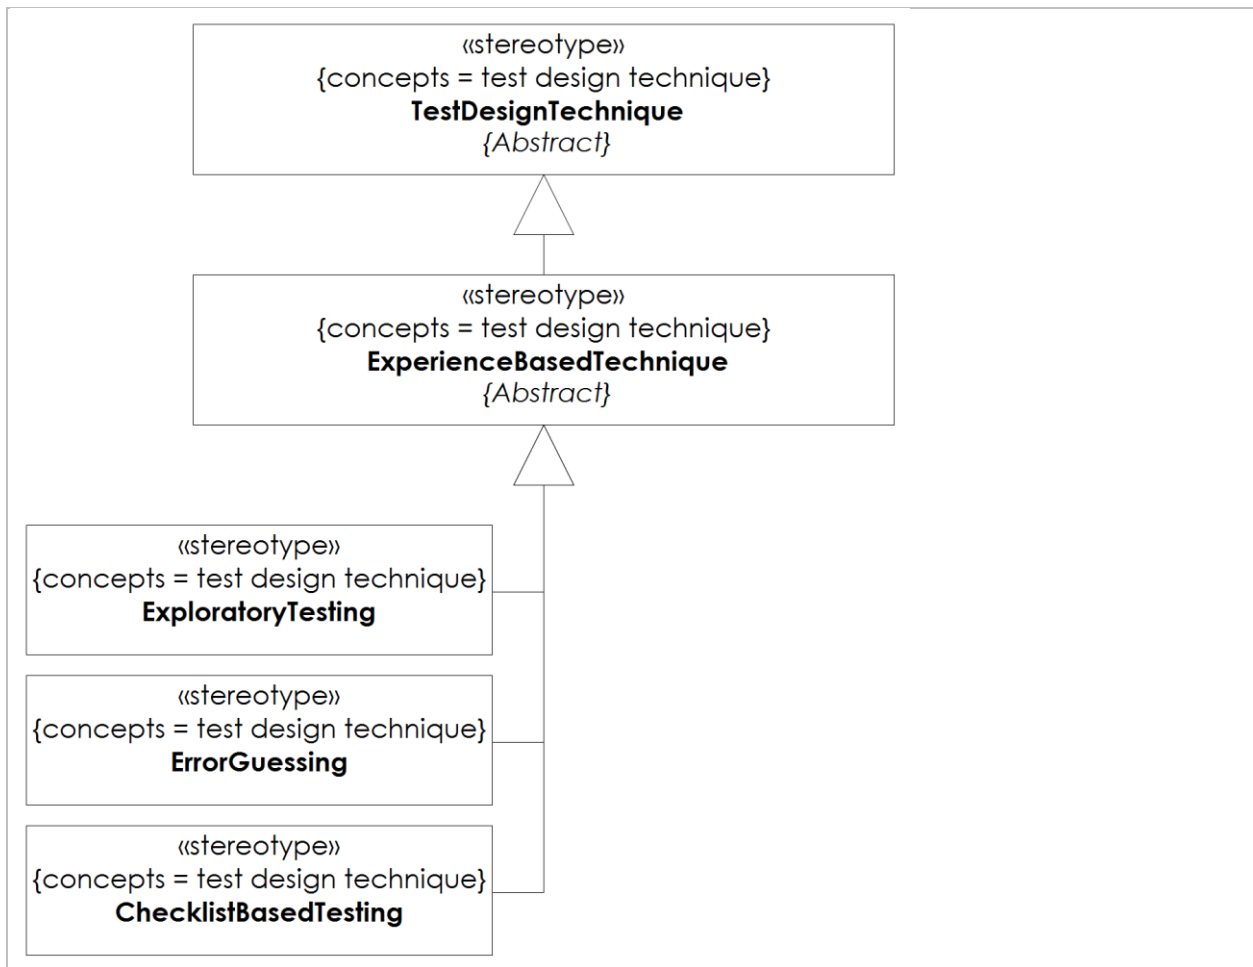 «stereotype»
{concepts = test design technique}
TestDesignTechnique
{Abstract}
«stereotype»
{concepts = test design technique}
ExperienceBasedTechnique
{Abstract}
«stereotype»
{concepts = test design technique}
ExploratoryTesting
«stereotype»
{concepts = test design technique}
ErrorGuessing
«stereotype»
{concepts = test design technique}
ChecklistBasedTesting